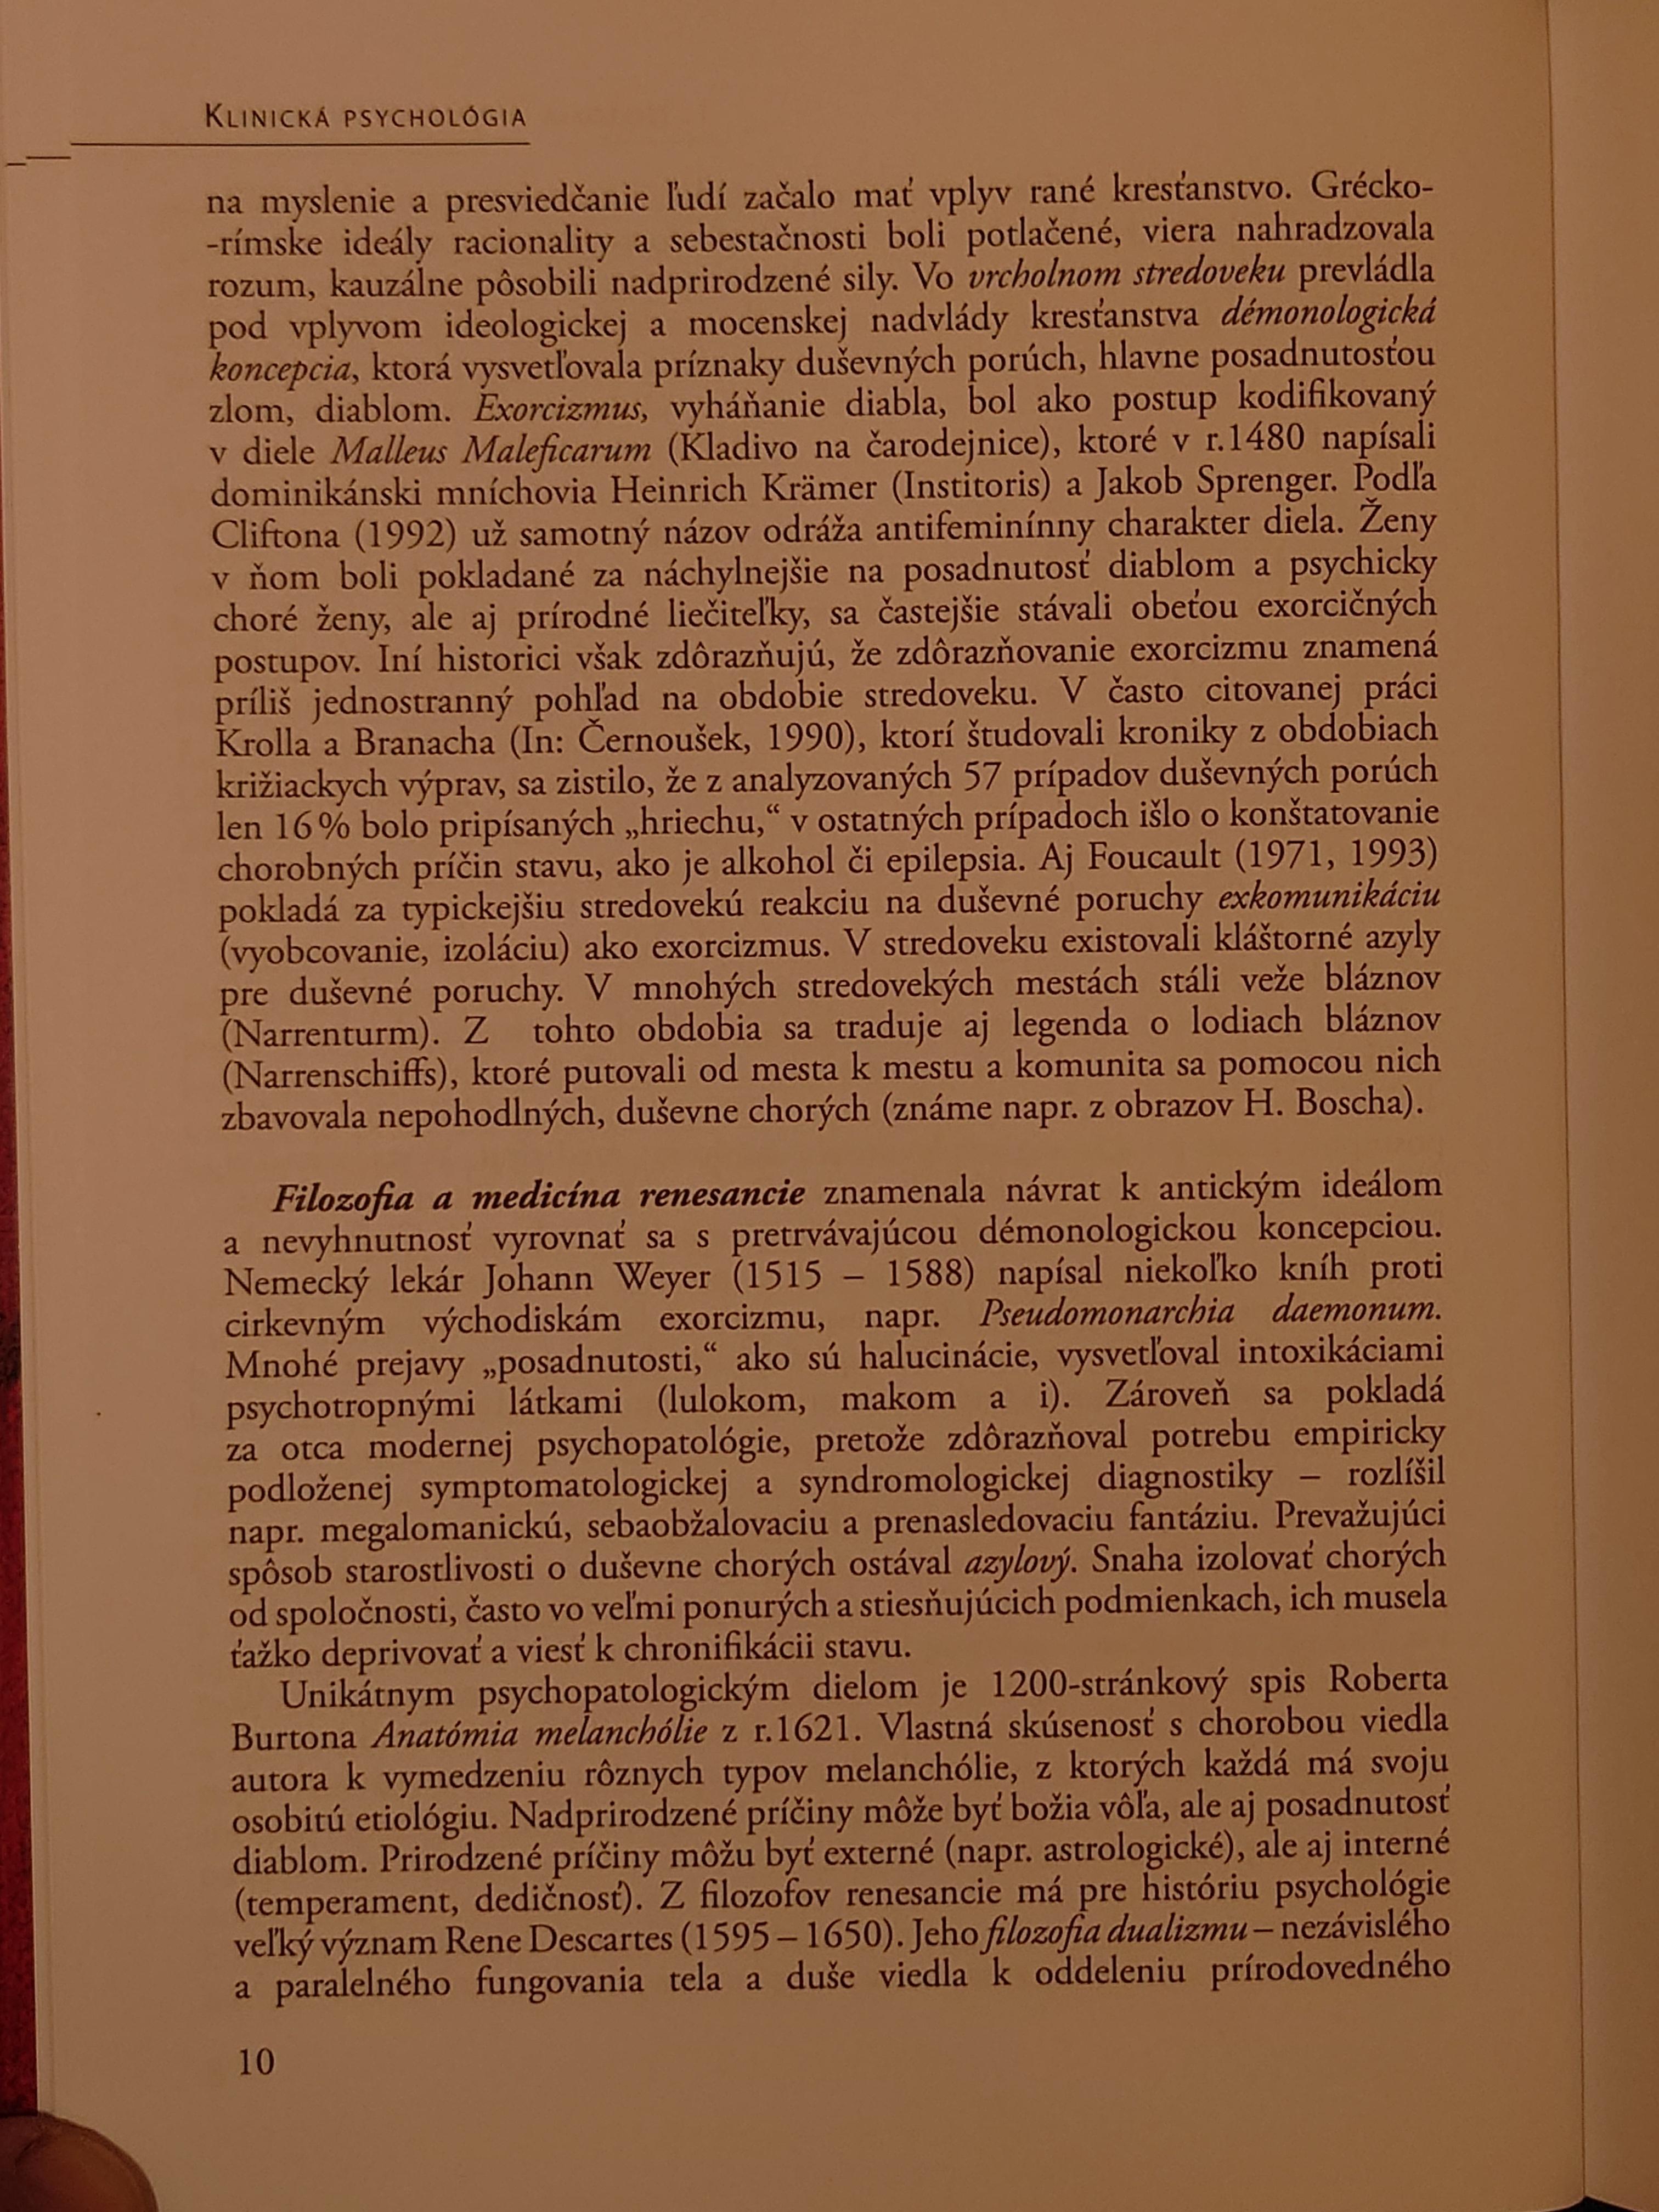 KLINICKÁ PSYCHOLÓGIA
na myslenie a presviedčanie ľudí začalo mať vplyv rané kresťanstvo. Grécko-
-rímske ideály racionality a sebestačnosti boli potlačené, viera nahradzovala
rozum, kauzálne pôsobili nadprirodzené sily. Vo vrcholnom stredoveku prevládla
pod vplyvom ideologickej a mocenskej nadvlády kresťanstva démonologická
koncepcia, ktorá vysvetľovala príznaky duševných porúch, hlavne posadnutosťou
zlom, diablom. Exorcizmus, vyháňanie diabla, bol ako postup kodifikovaný
v diele Malleus Maleficarum (Kladivo na čarodejnice), ktoré v r.1480 napísali
dominikánski mníchovia Heinrich Krämer (Institoris) a Jakob Sprenger. Podľa
Cliftona (1992) už samotný názov odráža antifeminínny charakter diela. Ženy
v ňom boli pokladané za náchylnejšie na posadnutosť diablom a psychicky
choré ženy, ale aj prírodné liečiteľky, sa častejšie stávali obeťou exorcičných
postupov. Iní historici však zdôrazňujú, že zdôrazňovanie exorcizmu znamená
príliš jednostranný pohľad na obdobie stredoveku. V často citovanej práci
Krolla a Branacha (In: Černoušek, 1990), ktorí študovali kroniky z obdobiach
križiackych výprav, sa zistilo, že z analyzovaných 57 prípadov duševných porúch
len 16 % bolo pripísaných „hriechu,“ v ostatných prípadoch išlo o konštatovanie
chorobných príčin stavu, ako je alkohol či epilepsia. Aj Foucault (1971, 1993)
pokladá za typickejšiu stredovekú reakciu na duševné poruchy exkomunikáciu
(vyobcovanie, izoláciu) ako exorcizmus. V stredoveku existovali kláštorné azyly
pre duševné poruchy. V mnohých stredovekých mestách stáli veže bláznov
(Narrenturm). Z tohto obdobia sa traduje aj legenda o lodiach bláznov
(Narrenschiffs), ktoré putovali od mesta k mestu a komunita sa pomocou nich
zbavovala nepohodlných, duševne chorých (známe napr. z obrazov H. Boscha).
Filozofia a medicína renesancie znamenala návrat k antickým ideálom
a nevyhnutnosť vyrovnať sa s pretrvávajúcou démonologickou koncepciou.
Nemecký lekár Johann Weyer (1515 – 1588) napísal niekoľko kníh proti
cirkevným východiskám exorcizmu, napr. Pseudomonarchia daemonum.
Mnohé prejavy „posadnutosti,“ ako sú halucinácie, vysvetľoval intoxikáciami
psychotropnými látkami (lulokom, makom a i). Zároveň sa pokladá
za otca modernej psychopatológie, pretože zdôrazňoval potrebu empiricky
podloženej symptomatologickej a syndromologickej diagnostiky – rozlíšil
napr. megalomanickú, sebaobžalovaciu a prenasledovaciu fantáziu. Prevažujúci
spôsob starostlivosti o duševne chorých ostával azylový. Snaha izolovať chorých
od spoločnosti, často vo veľmi ponurých a stiesňujúcich podmienkach, ich musela
ťažko deprivovať a viesť k chronifikácii stavu.
Unikátnym psychopatologickým dielom je 1200-stránkový spis Roberta
Burtona Anatómia melanchólie z r.1621. Vlastná skúsenosť s chorobou viedla
autora k vymedzeniu rôznych typov melanchólie, z ktorých každá má svoju
osobitú etiológiu. Nadprirodzené príčiny môže byť božia vôľa, ale aj posadnutosť
diablom. Prirodzené príčiny môžu byť externé (napr. astrologické), ale aj interné
(temperament, dedičnosť). Z filozofov renesancie má pre históriu psychológie
veľký význam Rene Descartes (1595 – 1650). Jeho filozofia dualizmu – nezávislého
a paralelného fungovania tela a duše viedla k oddeleniu prírodovedného
10